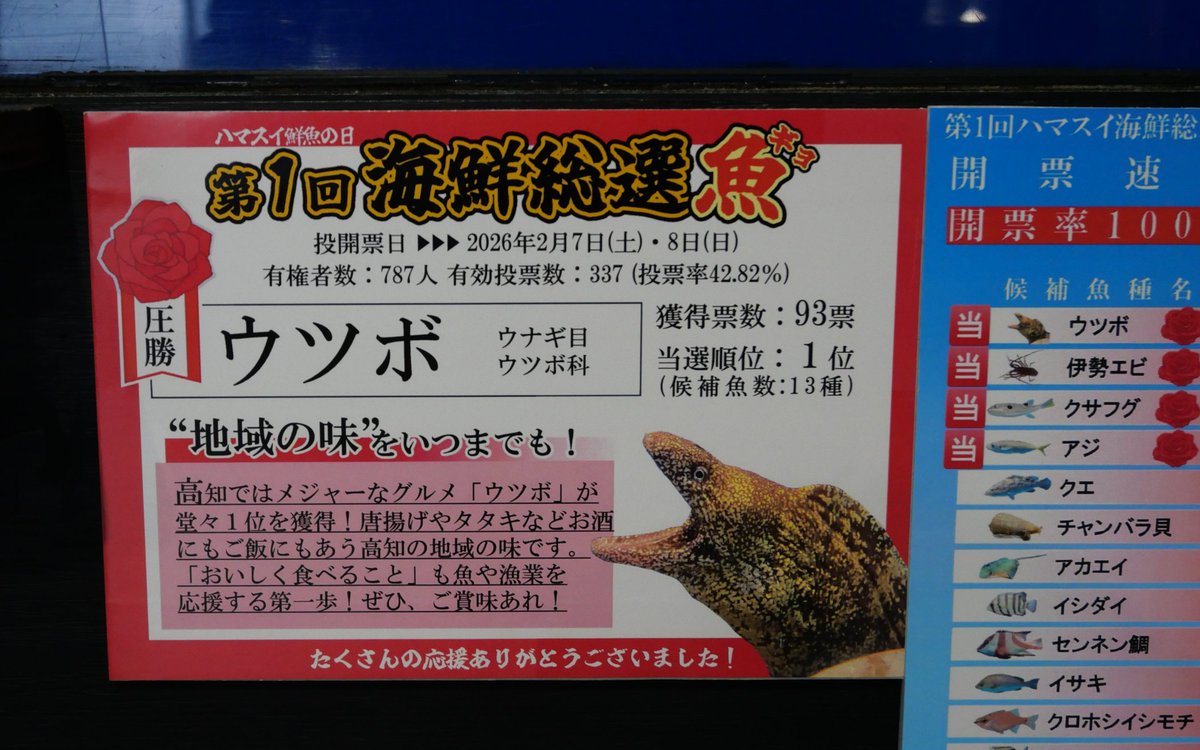 ハマスイ鮮魚の日
第1回海鮮総選魚
ギョ
投開票日▶▶▶2026年2月7日(土)・8日(日)
有権者数：787人 有効投票数：337 (投票率42.82%)
圧勝
ウツボ
ウナギ目
ウツボ科
獲得票数：93票
当選順位：1位
(候補魚数:13種)
“地域の味”をいつまでも！
高知ではメジャーなグルメ「ウツボ」が
堂々1位を獲得！唐揚げやタタキなどお酒
にもご飯にもあう高知の地域の味です。
「おいしく食べること」も魚や漁業を
応援する第一歩！ぜひ、ご賞味あれ！
たくさんの応援ありがとうございました！
第1回ハマスイ海鮮総
開票速
開票率100
候補魚種名
当 ウツボ
当 伊勢エビ
当 クサフグ
当 アジ
クエ
チャンバラ貝
アカエイ
イシダイ
センネン鯛
イサキ
クロホシイシモチ